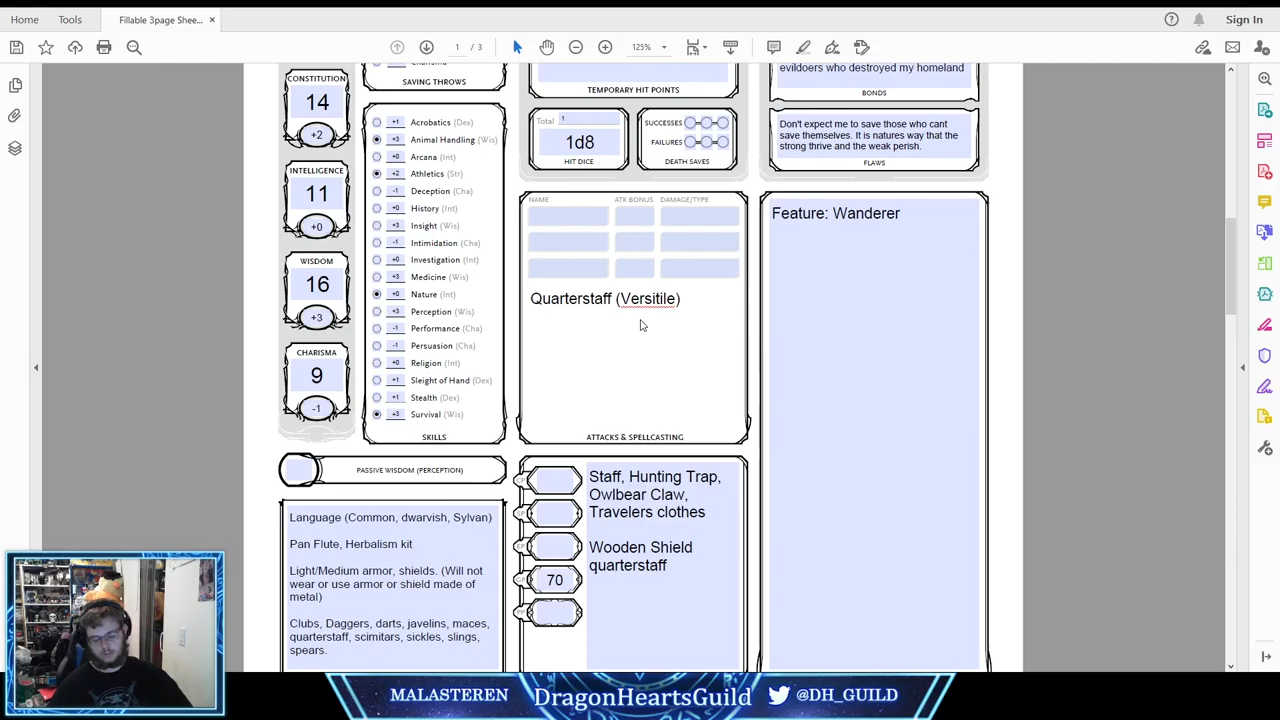 Home
Tools
Fillable 3page Shee...
×
Sign In
1 / 3
125%
CONSTITUTION
14
+2
INTELLIGENCE
11
+0
WISDOM
16
+3
CHARISMA
9
-1
SAVING THROWS
+1 Acrobatics (Dex)
+3 Animal Handling (Wis)
+0 Arcana (Int)
+2 Athletics (Str)
-1 Deception (Cha)
+0 History (Int)
+3 Insight (Wis)
-1 Intimidation (Cha)
+0 Investigation (Int)
+3 Medicine (Wis)
+0 Nature (Int)
+3 Perception (Wis)
-1 Performance (Cha)
-1 Persuasion (Cha)
+0 Religion (Int)
+1 Sleight of Hand (Dex)
+1 Stealth (Dex)
+3 Survival (Wis)
SKILLS
PASSIVE WISDOM (PERCEPTION)
Language (Common, dwarvish, Sylvan)
Pan Flute, Herbalism kit
Light/Medium armor, shields. (Will not
wear or use armor or shield made of
metal)
Clubs, Daggers, darts, javelins, maces,
quarterstaff, scimitars, sickles, slings,
spears.
TEMPORARY HIT POINTS
Total 1
1d8
HIT DICE
SUCCESSES
FAILURES
DEATH SAVES
NAME ATK BONUS DAMAGE/TYPE
Quarterstaff (Versitile)
ATTACKS & SPELLCASTING
CP
SP
EP
GP
70
PP
Staff, Hunting Trap,
Owlbear Claw,
Travelers clothes
Wooden Shield
quarterstaff
evildoers who destroyed my homeland
BONDS
Don't expect me to save those who cant
save themselves. It is natures way that the
strong thrive and the weak perish.
FLAWS
Feature: Wanderer
MALASTEREN
DragonHeartsGuild
@DH_GUILD